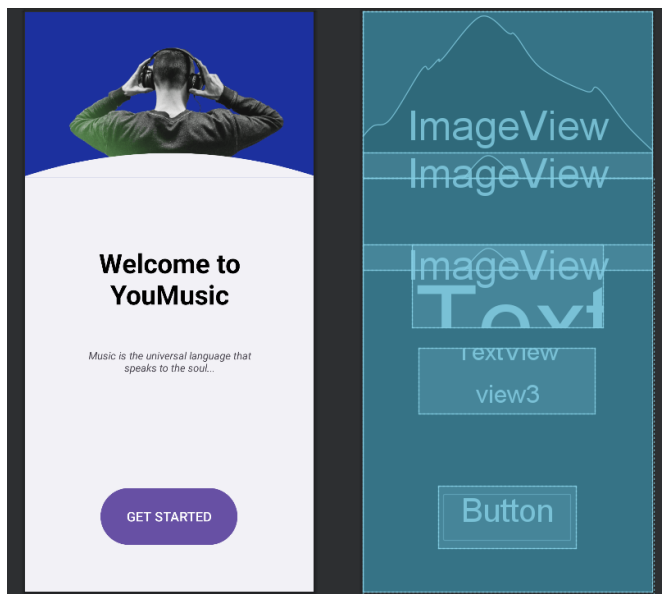 Welcome to
YouMusic
Music is the universal language that
speaks to the soul...
GET STARTED
ImageView
ImageView
ImageView
Text
TextView
view3
Button